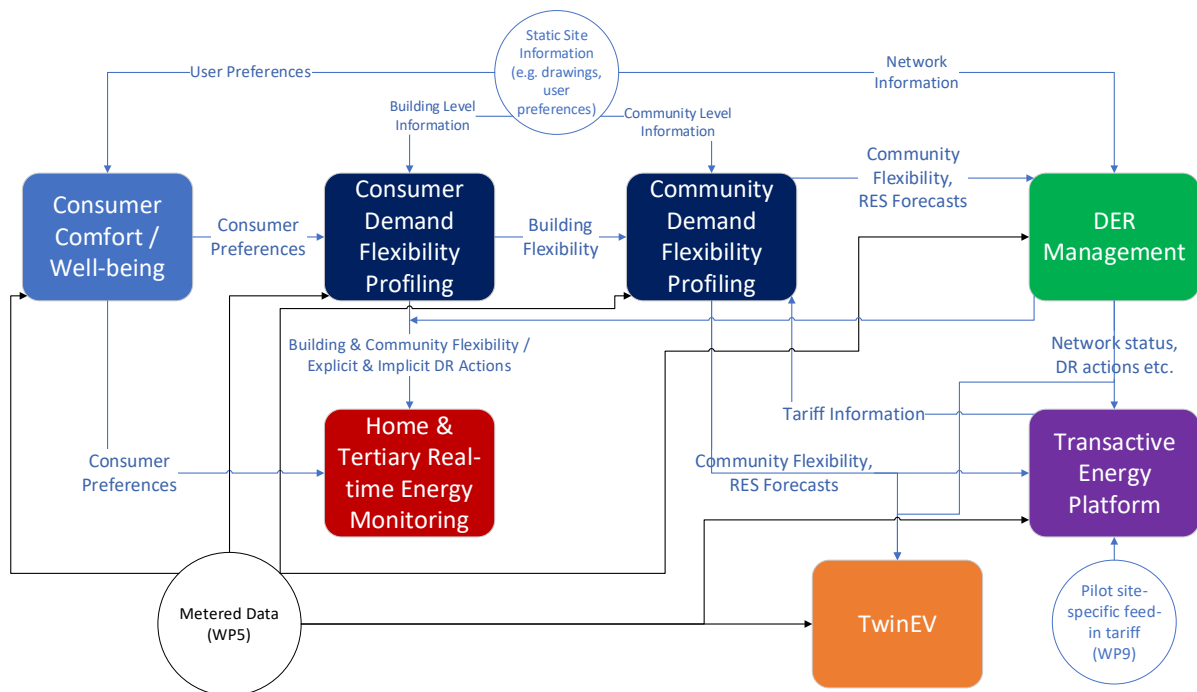 Static Site
Information
(e.g. drawings,
user
preferences)
User Preferences
Network
Information
Building Level
Information
Community Level
Information
Consumer
Comfort /
Well-being
Consumer
Preferences
Consumer
Demand
Flexibility
Profiling
Building
Flexibility
Community
Demand
Flexibility
Profiling
Community
Flexibility,
RES Forecasts
DER
Management
Building & Community Flexibility /
Explicit & Implicit DR Actions
Network status,
DR actions etc.
Tariff Information
Home &
Tertiary Real-
time Energy
Monitoring
Consumer
Preferences
Community Flexibility,
RES Forecasts
Transactive
Energy
Platform
Metered Data
(WP5)
TwinEV
Pilot site-
specific feed-
in tariff
(WP9)